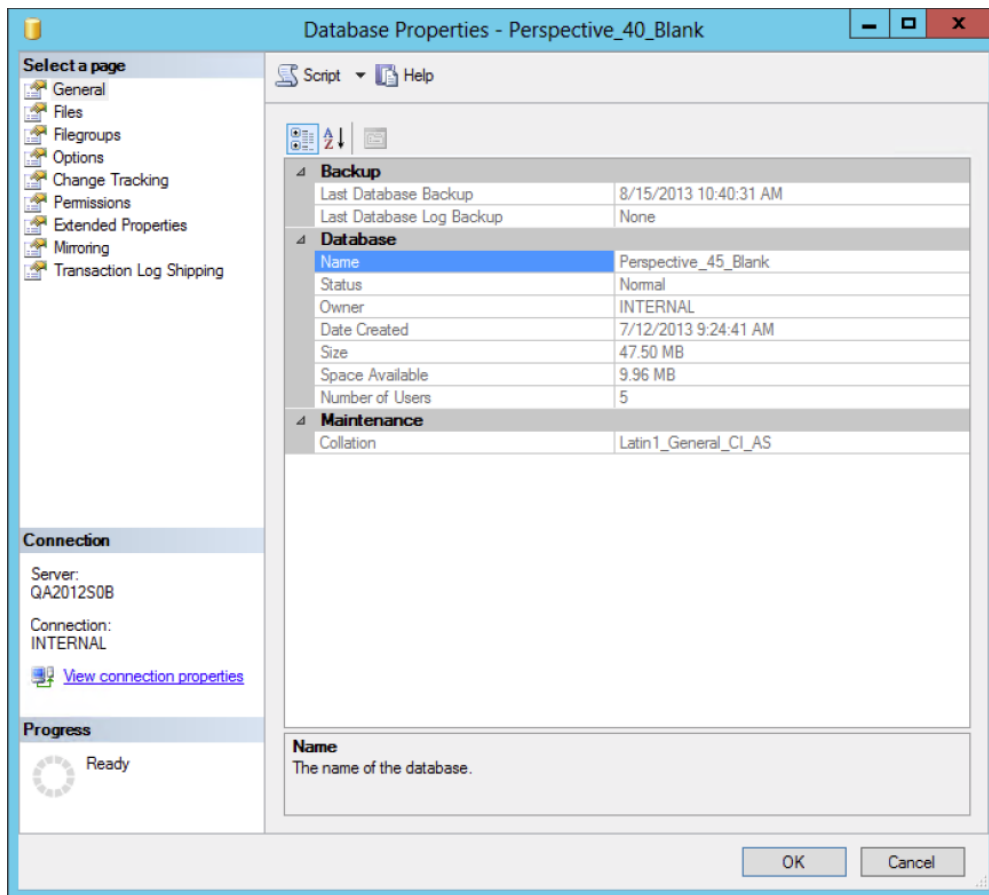 Database Properties - Perspective_40_Blank
Select a page
General
Files
Filegroups
Options
Change Tracking
Permissions
Extended Properties
Mirroring
Transaction Log Shipping
Connection
Server:
QA2012S0B
Connection:
INTERNAL
View connection properties
Progress
Ready
Script Help
Backup
Last Database Backup 8/15/2013 10:40:31 AM
Last Database Log Backup None
Database
Name Perspective_45_Blank
Status Normal
Owner INTERNAL
Date Created 7/12/2013 9:24:41 AM
Size 47.50 MB
Space Available 9.96 MB
Number of Users 5
Maintenance
Collation Latin1_General_CI_AS
Name
The name of the database.
OK Cancel